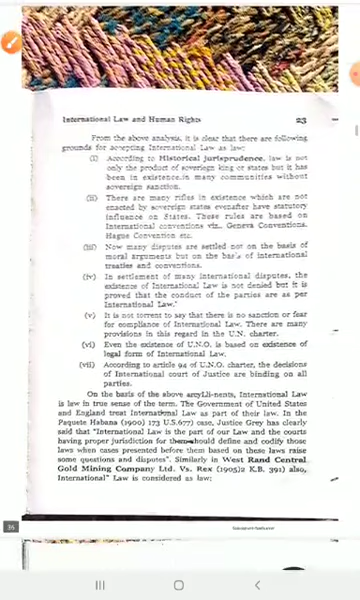 International Law and Human Rights 23
From the above analysis, it is clear that there are following
grounds for accepting International Law as law:
(i) According to Historical jurisprudence, law is not
only the product of sovereign king or states but it has
been in existence in many communities without
sovereign sanction.
(ii) There are many rifles in existence which are not
enacted by sovereign states evenafter have statutory
influence on States. Those rules are based on
International conventions viz., Geneva Conventions,
Hague Convention etc.
(iii) Now many disputes are settled not on the basis of
moral arguments but on the bas's of international
treaties and conventions.
(iv) In settlement of many International disputes, the
existence of International Law is not denied but it is
proved that the conduct of the parties are as per
International Law."
(v) It is not torrent to say that there is no sanction or fear
for compliance of International Law. There are many
provisions in this regard in the U.N. charter.
(vi) Even the existence of U.N.O. is based on existence of
legal form of International Law.
(vii) According to article 94 of U.N.O. charter, the decisions
of International court of Justice are binding on all
parties.
On the basis of the above International Law
is law in true sense of the term. The Government of United States
and England treat International Law as part of their law. In the
Paquete Habana (1900) 173 U.S.677) case, Justice Grey has clearly
said that "International Law is the part of our Law and the courts
having proper jurisdiction for them should define and codify those
laws when cases presented before them based on these laws raise
some questions and disputes". Similarly in West Rand Central
Gold Mining Company Ltd. Vs. Rex (1905)2 K.B. 391) also,
International" Law is considered as law;
36